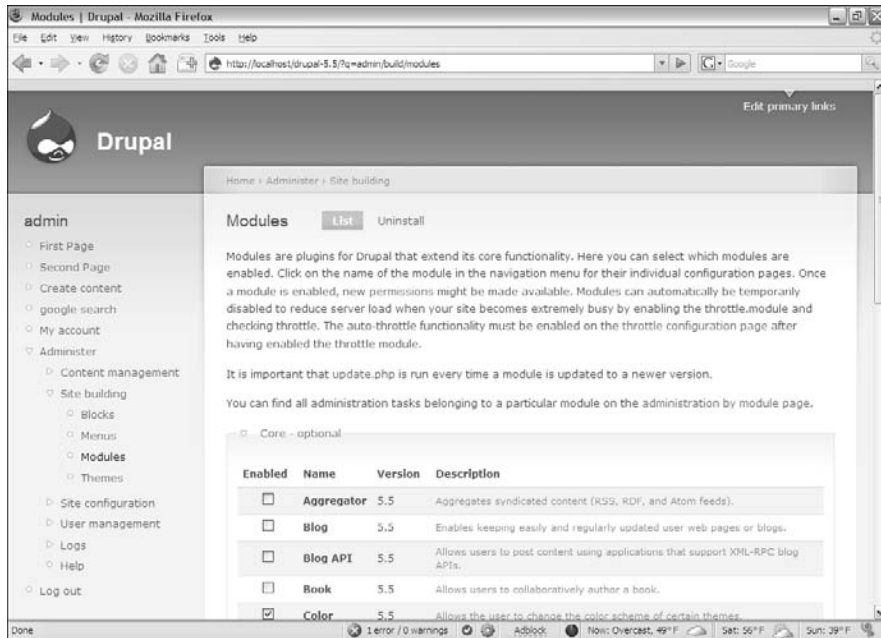 Modules | Drupal - Mozilla Firefox
File Edit View History Bookmarks Tools Help
http://localhost/drupal-5.5/?q=admin/build/modules
Google
Edit primary links
Drupal
Home › Administer › Site building
admin
First Page
Second Page
Create content
google search
My account
Administer
Content management
Site building
Blocks
Menus
Modules
Themes
Site configuration
User management
Logs
Help
Log out
Modules List Uninstall
Modules are plugins for Drupal that extend its core functionality. Here you can select which modules are
enabled. Click on the name of the module in the navigation menu for their individual configuration pages. Once
a module is enabled, new permissions might be made available. Modules can automatically be temporarily
disabled to reduce server load when your site becomes extremely busy by enabling the throttle.module and
checking throttle. The auto-throttle functionality must be enabled on the throttle configuration page after
having enabled the throttle module.
It is important that update.php is run every time a module is updated to a newer version.
You can find all administration tasks belonging to a particular module on the administration by module page.
Core - optional
Enabled Name Version Description
Aggregator 5.5 Aggregates syndicated content (RSS, RDF, and Atom feeds).
Blog 5.5 Enables keeping easily and regularly updated user web pages or blogs.
Blog API 5.5 Allows users to post content using applications that support XML-RPC blog
APIs.
Book 5.5 Allows users to collaboratively author a book.
Color 5.5 Allows the user to change the color scheme of certain themes.
Done 1 error / 0 warnings Adblock Now: Overcast, 49° F Sat: 56° F Sun: 39° F